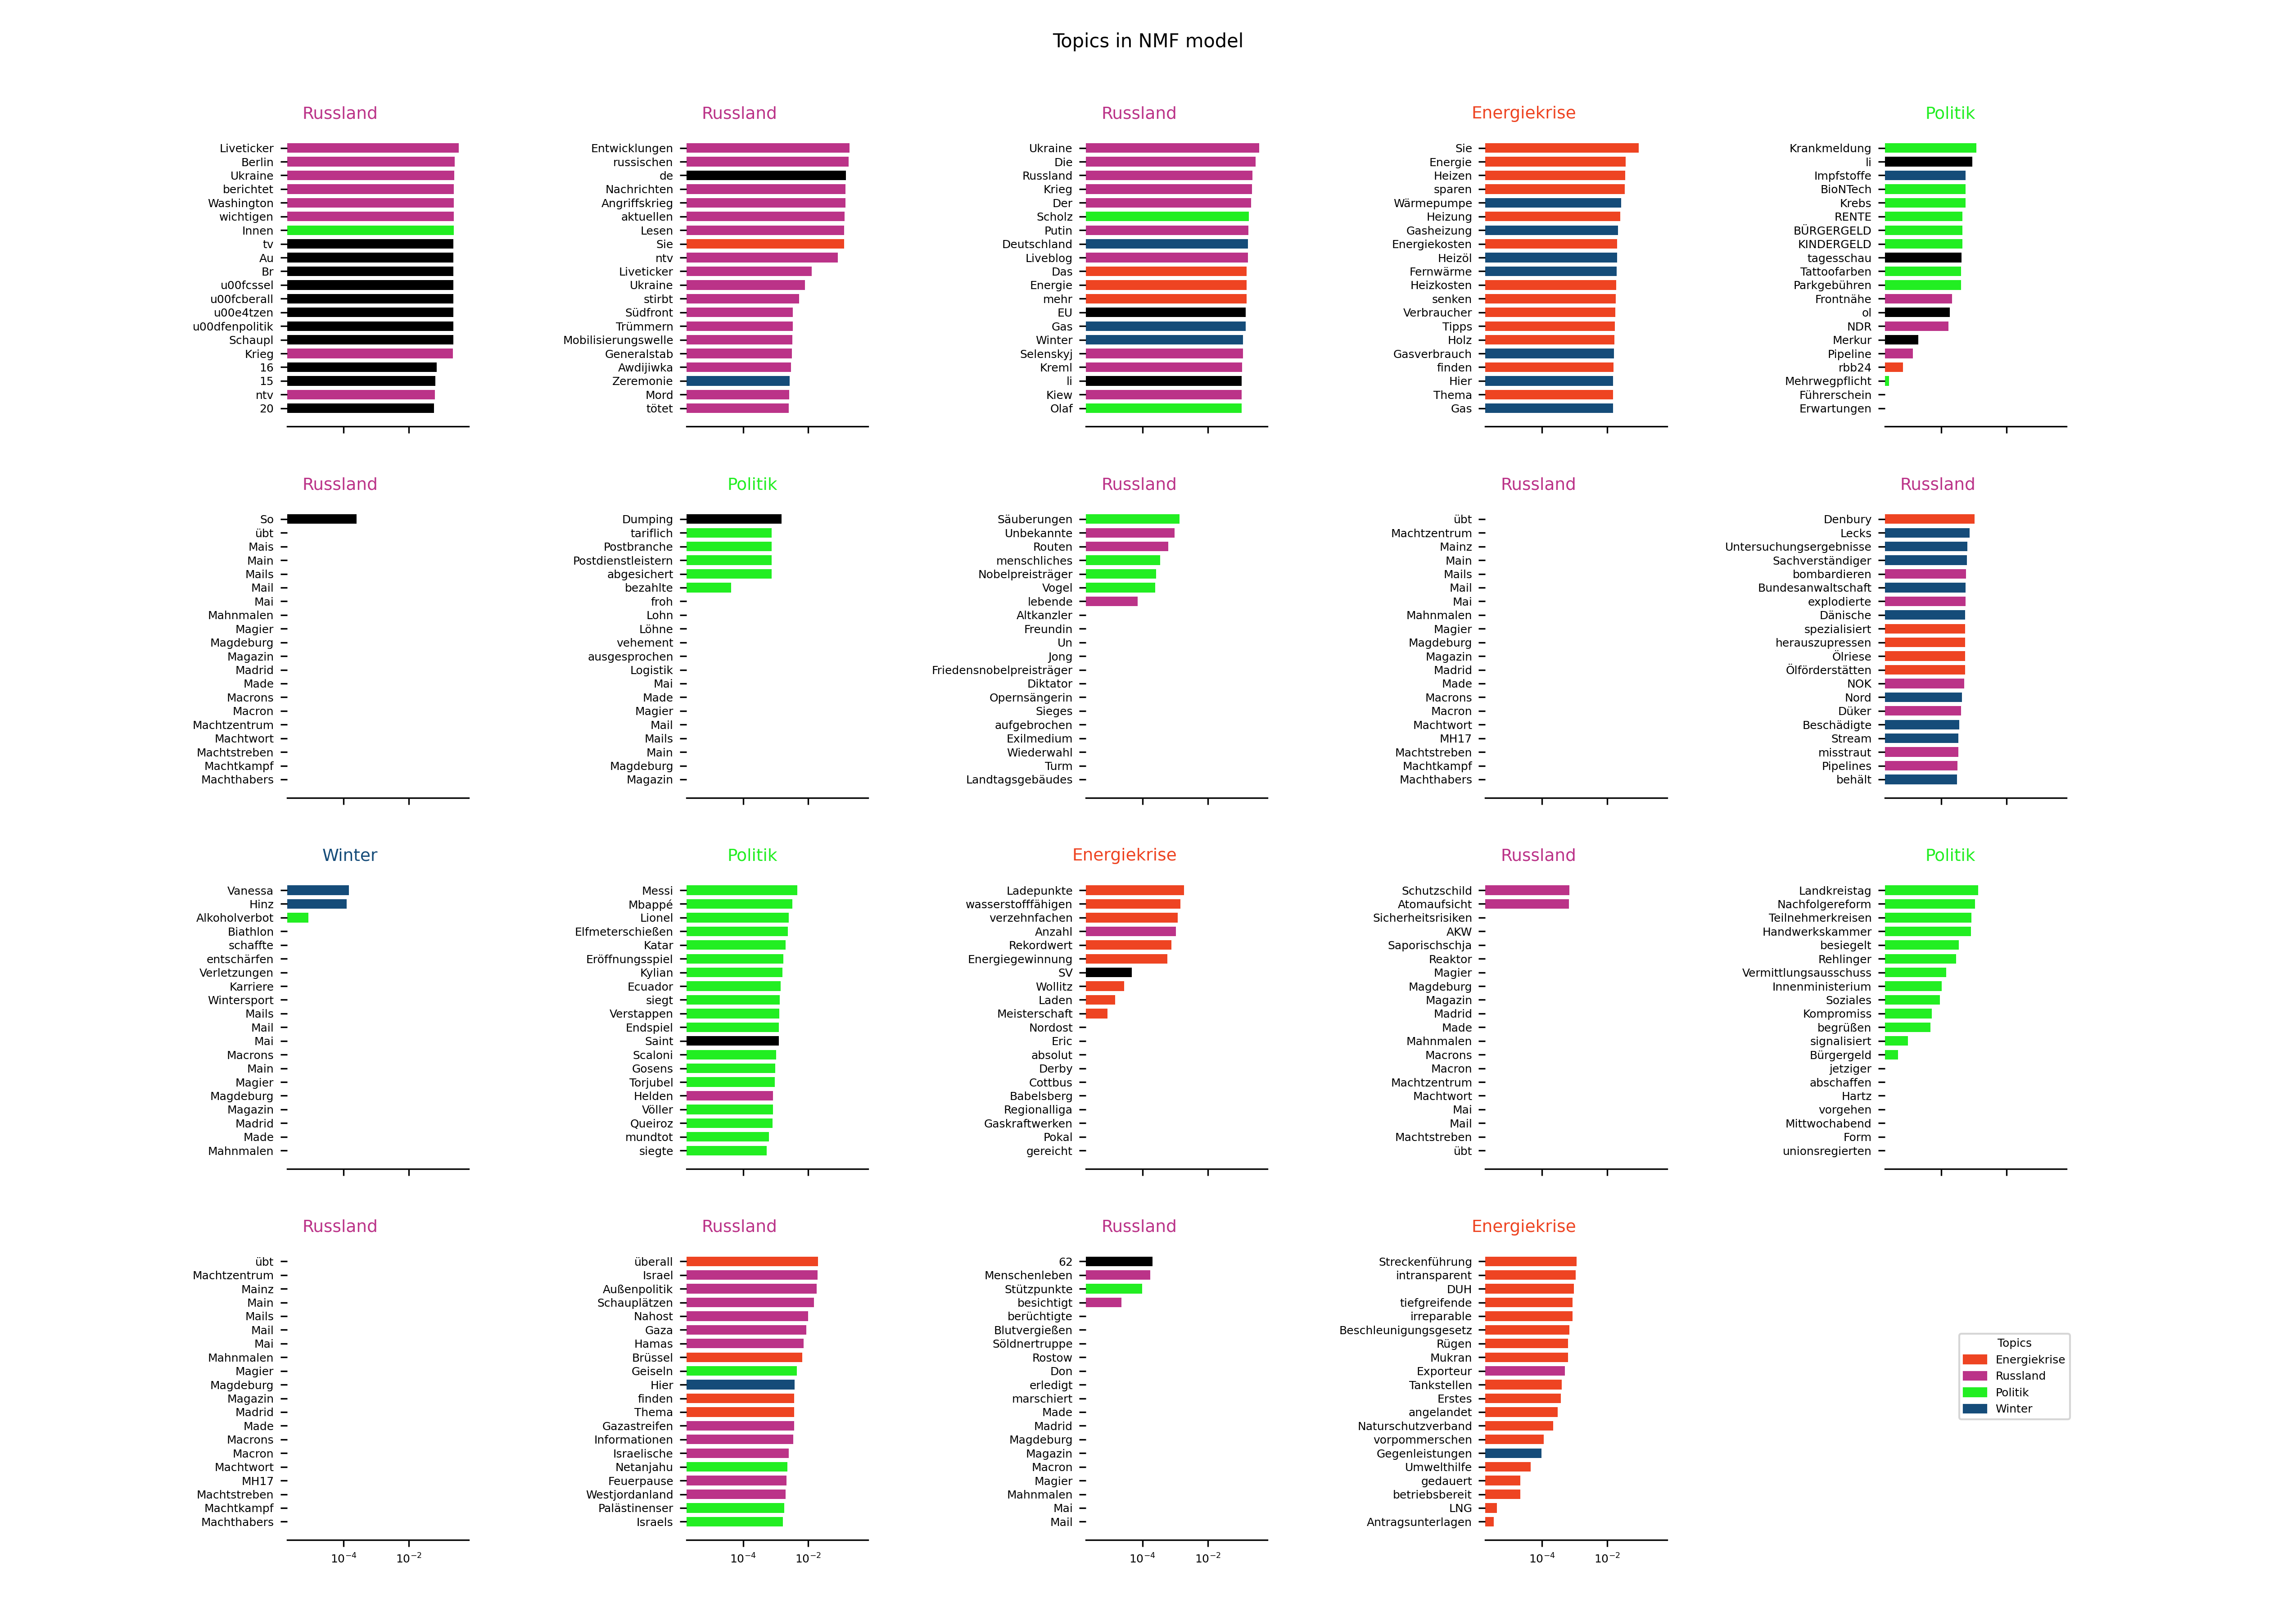 Topics in NMF model
Russland
Liveticker
Berlin
Ukraine
berichtet
Washington
wichtigen
Innen
tv
Au
Br
u00fcssel
u00fcberall
u00e4tzen
u00dfenpolitik
Schaupl
Krieg
16
15
ntv
20
Russland
Entwicklungen
russischen
de
Nachrichten
Angriffskrieg
aktuellen
Lesen
Sie
ntv
Liveticker
Ukraine
stirbt
Südfront
Trümmern
Mobilisierungswelle
Generalstab
Awdijiwka
Zeremonie
Mord
tötet
Russland
Ukraine
Die
Russland
Krieg
Der
Scholz
Putin
Deutschland
Liveblog
Das
Energie
mehr
EU
Gas
Winter
Selenskyj
Kreml
li
Kiew
Olaf
Energiekrise
Sie
Energie
Heizen
sparen
Wärmepumpe
Heizung
Gasheizung
Energiekosten
Heizöl
Fernwärme
Heizkosten
senken
Verbraucher
Tipps
Holz
Gasverbrauch
finden
Hier
Thema
Gas
Politik
Krankmeldung
li
Impfstoffe
BioNTech
Krebs
RENTE
BÜRGERGELD
KINDERGELD
tagesschau
Tattoofarben
Parkgebühren
Frontnähe
ol
NDR
Merkur
Pipeline
rbb24
Mehrwegpflicht
Führerschein
Erwartungen
Russland
So
übt
Mais
Main
Mails
Mail
Mai
Mahnmalen
Magier
Magdeburg
Magazin
Madrid
Made
Macrons
Macron
Machtzentrum
Machtwort
Machtstreben
Machtkampf
Machthabers
Politik
Dumping
tariflich
Postbranche
Postdienstleistern
abgesichert
bezahlte
froh
Lohn
Löhne
vehement
ausgesprochen
Logistik
Mai
Made
Magier
Mail
Mails
Main
Magdeburg
Magazin
Russland
Säuberungen
Unbekannte
Routen
menschliches
Nobelpreisträger
Vogel
lebende
Altkanzler
Freundin
Un
Jong
Friedensnobelpreisträger
Diktator
Opernsängerin
Sieges
aufgebrochen
Exilmedium
Wiederwahl
Turm
Landtagsgebäudes
Russland
übt
Machtzentrum
Mainz
Main
Mails
Mail
Mai
Mahnmalen
Magier
Magdeburg
Magazin
Madrid
Made
Macrons
Macron
Machtwort
MH17
Machtstreben
Machtkampf
Machthabers
Russland
Denbury
Lecks
Untersuchungsergebnisse
Sachverständiger
bombardieren
Bundesanwaltschaft
explodierte
Dänische
spezialisiert
herauszupressen
Ölriese
Ölförderstätten
NOK
Nord
Düker
Beschädigte
Stream
misstraut
Pipelines
behält
Winter
Vanessa
Hinz
Alkoholverbot
Biathlon
schaffte
entschärfen
Verletzungen
Karriere
Wintersport
Mails
Mail
Mai
Macrons
Main
Magier
Magdeburg
Magazin
Madrid
Made
Mahnmalen
Politik
Messi
Mbappé
Lionel
Elfmeterschießen
Katar
Eröffnungsspiel
Kylian
Ecuador
siegt
Verstappen
Endspiel
Saint
Scaloni
Gosens
Torjubel
Helden
Völler
Queiroz
mundtot
siegte
Energiekrise
Ladepunkte
wasserstofffähigen
verzehnfachen
Anzahl
Rekordwert
Energiegewinnung
SV
Wollitz
Laden
Meisterschaft
Nordost
Eric
absolut
Derby
Cottbus
Babelsberg
Regionalliga
Gaskraftwerken
Pokal
gereicht
Russland
Schutzschild
Atomaufsicht
Sicherheitsrisiken
AKW
Saporischschja
Reaktor
Magier
Magdeburg
Magazin
Madrid
Made
Mahnmalen
Macrons
Macron
Machtzentrum
Machtwort
Mai
Mail
Machtstreben
übt
Politik
Landkreistag
Nachfolgereform
Teilnehmerkreisen
Handwerkskammer
besiegelt
Rehlinger
Vermittlungsausschuss
Innenministerium
Soziales
Kompromiss
begrüßen
signalisiert
Bürgergeld
jetziger
abschaffen
Hartz
vorgehen
Mittwochabend
Form
unionsregierten
Russland
übt
Machtzentrum
Mainz
Main
Mails
Mail
Mai
Mahnmalen
Magier
Magdeburg
Magazin
Madrid
Made
Macrons
Macron
Machtwort
MH17
Machtstreben
Machtkampf
Machthabers
10⁻⁴ 10⁻²
Russland
überall
Israel
Außenpolitik
Schauplätzen
Nahost
Gaza
Hamas
Brüssel
Geiseln
Hier
finden
Thema
Gazastreifen
Informationen
Israelische
Netanjahu
Feuerpause
Westjordanland
Palästinenser
Israels
10⁻⁴ 10⁻²
Russland
62
Menschenleben
Stützpunkte
besichtigt
berüchtigte
Blutvergießen
Söldnertruppe
Rostow
Don
erledigt
marschiert
Made
Madrid
Magdeburg
Magazin
Macron
Magier
Mahnmalen
Mai
Mail
10⁻⁴ 10⁻²
Energiekrise
Streckenführung
intransparent
DUH
tiefgreifende
irreparable
Beschleunigungsgesetz
Rügen
Mukran
Exporteur
Tankstellen
Erstes
angelandet
Naturschutzverband
vorpommerschen
Gegenleistungen
Umwelthilfe
gedauert
betriebsbereit
LNG
Antragsunterlagen
10⁻⁴ 10⁻²
Topics
Energiekrise
Russland
Politik
Winter